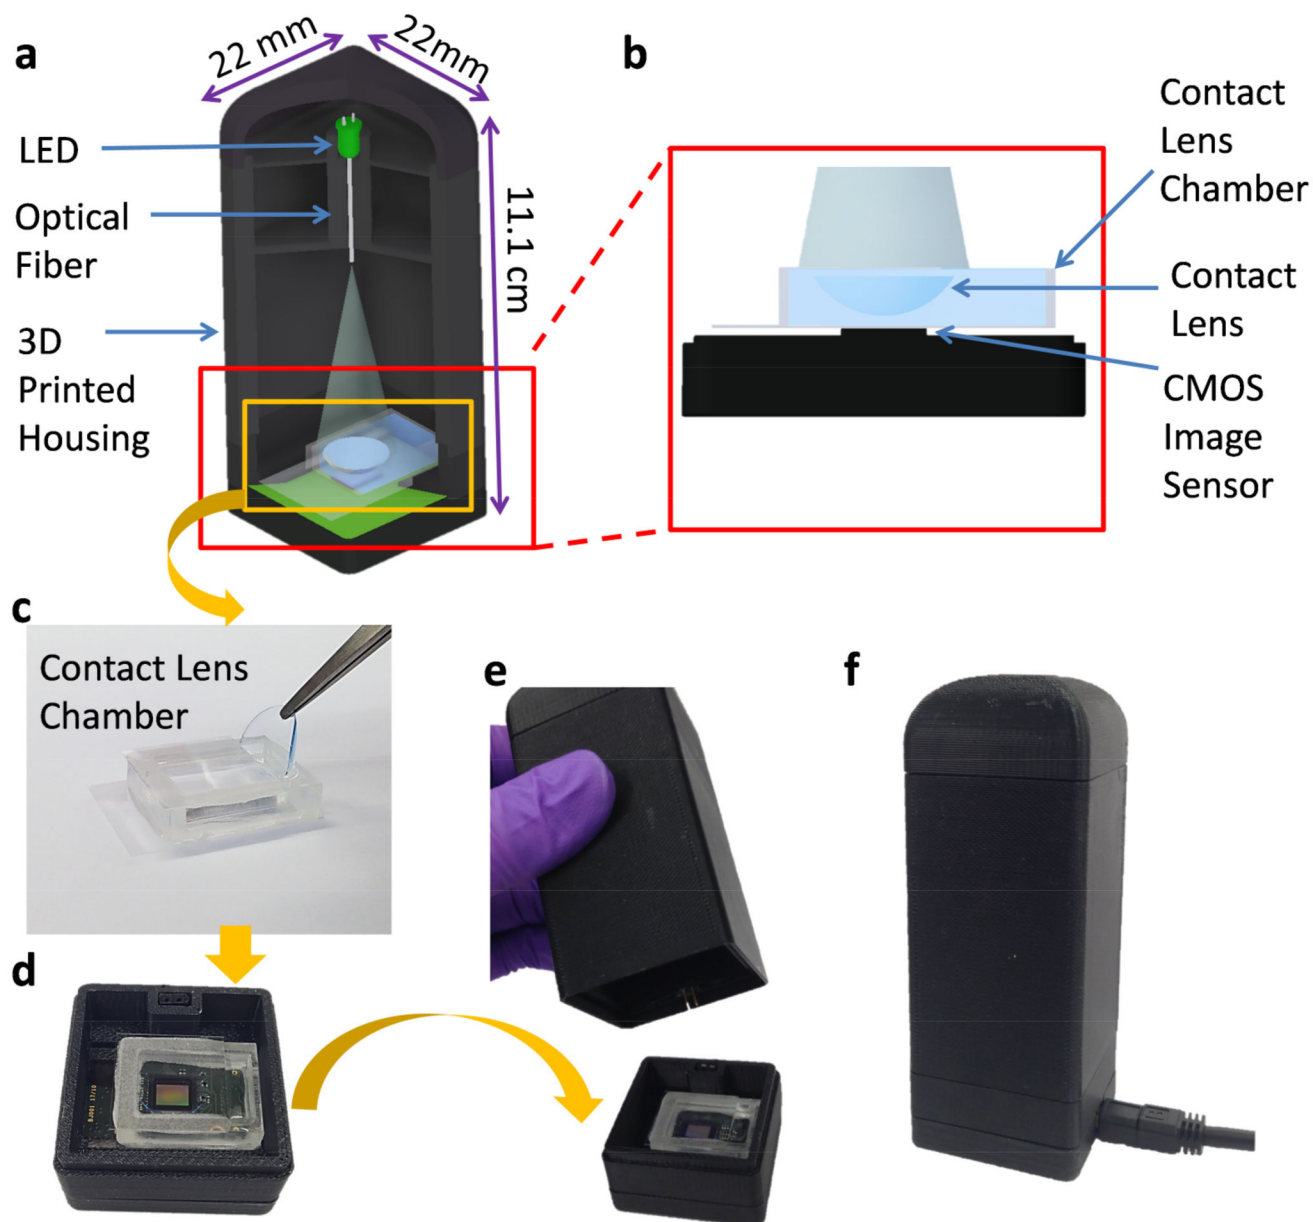 a
22 mm
22mm
LED
Optical
Fiber
3D
Printed
Housing
11.1 cm
b
Contact
Lens
Chamber
Contact
Lens
CMOS
Image
Sensor
c
Contact Lens
Chamber
d
e
f